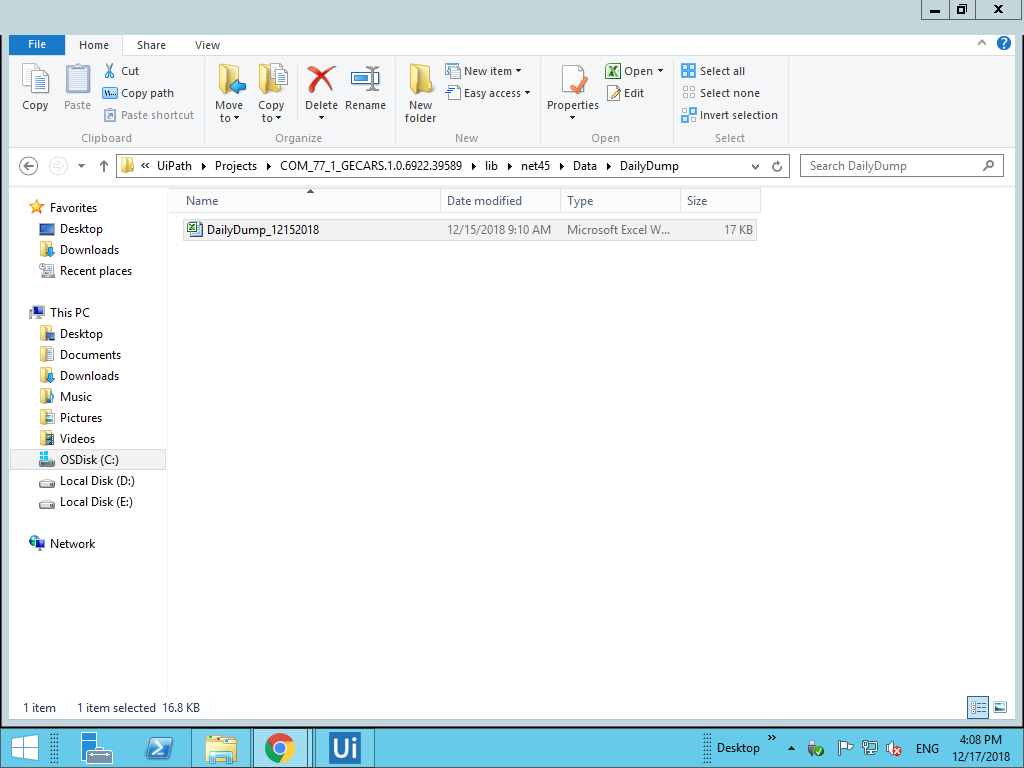 File Home Share View
Copy
Paste
Cut
Copy path
Paste shortcut
Clipboard
Move to
Copy to
Delete
Rename
Organize
New folder
New item
Easy access
New
Properties
Open
Edit
Open
Select all
Select none
Invert selection
Select
« UiPath Projects COM_77_1_GECARS.1.0.6922.39589 lib net45 Data DailyDump
Search DailyDump
Name Date modified Type Size
DailyDump_12152018 12/15/2018 9:10 AM Microsoft Excel W... 17 KB
Favorites
Desktop
Downloads
Recent places
This PC
Desktop
Documents
Downloads
Music
Pictures
Videos
OSDisk (C:)
Local Disk (D:)
Local Disk (E:)
Network
1 item 1 item selected 16.8 KB
Ui
Desktop
ENG
4:08 PM
12/17/2018